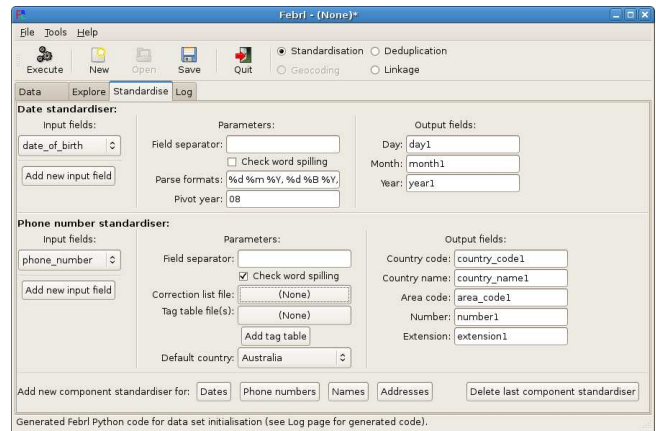 Febrl - (None)*
File Tools Help
Execute New Open Save Quit Standardisation Deduplication
Geocoding Linkage
Data Explore Standardise Log
Date standardiser:
Input fields: Parameters: Output fields:
date_of_birth Field separator: Day: day1
Check word spilling Month: month1
Add new input field Parse formats: %d %m %Y, %d %B %Y, Year: year1
Pivot year: 08
Phone number standardiser:
Input fields: Parameters: Output fields:
phone_number Field separator: Country code: country_code1
Check word spilling Country name: country_name1
Add new input field Correction list file: (None) Area code: area_code1
Tag table file(s): (None) Number: number1
Add tag table Extension: extension1
Default country: Australia
Add new component standardiser for: Dates Phone numbers Names Addresses Delete last component standardiser
Generated Febrl Python code for data set initialisation (see Log page for generated code).